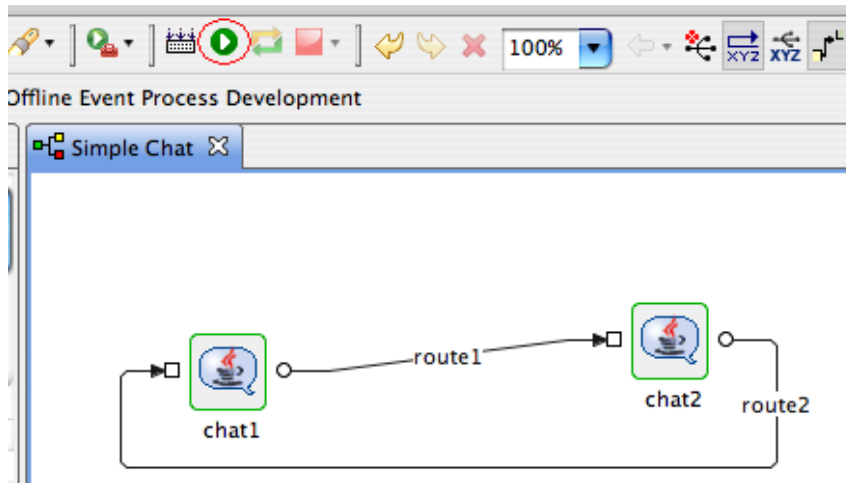 100%
XYZ XYZ L
Offline Event Process Development
Simple Chat
route1
chat2
route2
chat1